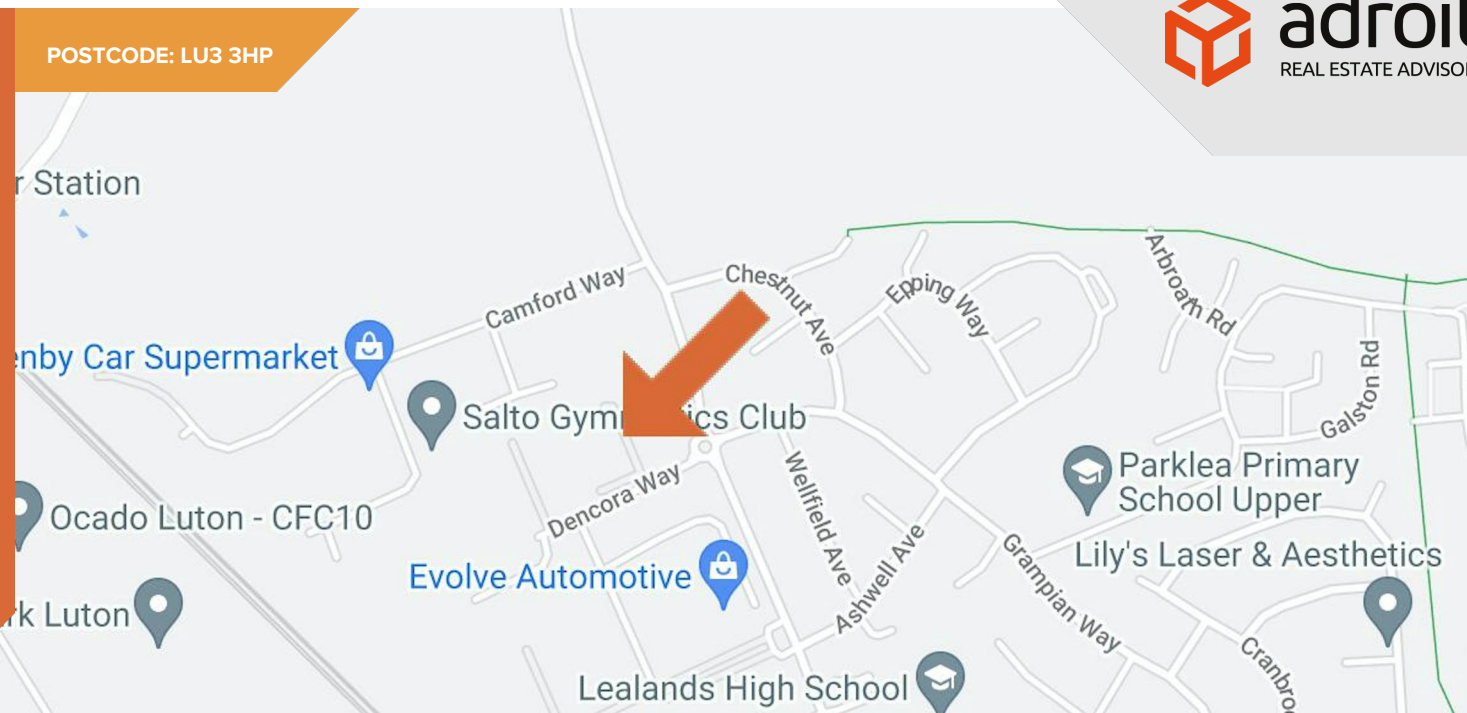 POSTCODE: LU3 3HP
adroit
REAL ESTATE ADVISOR
r Station
Camford Way
Chestnut Ave
Epping Way
Arbroath Rd
enby Car Supermarket
Salto Gym
ics Club
Galston Rd
Dencora Way
Wellfield Ave
Parklea Primary
School Upper
Ocado Luton - CFC10
Evolve Automotive
Ashwell Ave
Grampian Way
Lily's Laser & Aesthetics
rk Luton
Lealands High School
Cranbro